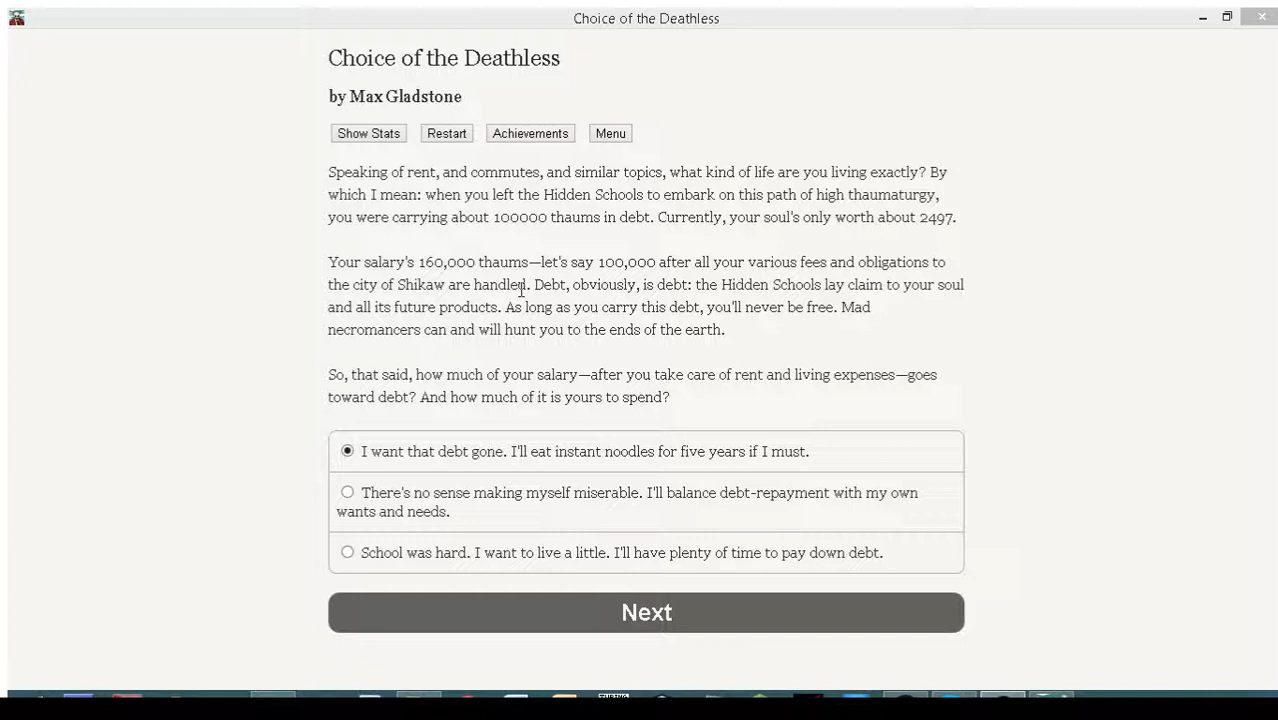 Choice of the Deathless
Choice of the Deathless
by Max Gladstone
Show Stats Restart Achievements Menu
Speaking of rent, and commutes, and similar topics, what kind of life are you living exactly? By
which I mean: when you left the Hidden Schools to embark on this path of high thaumaturgy,
you were carrying about 100000 thaums in debt. Currently, your soul's only worth about 2497.
Your salary's 160,000 thaums—let's say 100,000 after all your various fees and obligations to
the city of Shikaw are handled. Debt, obviously, is debt: the Hidden Schools lay claim to your soul
and all its future products. As long as you carry this debt, you'll never be free. Mad
necromancers can and will hunt you to the ends of the earth.
So, that said, how much of your salary—after you take care of rent and living expenses—goes
toward debt? And how much of it is yours to spend?
I want that debt gone. I'll eat instant noodles for five years if I must.
There's no sense making myself miserable. I'll balance debt-repayment with my own
wants and needs.
School was hard. I want to live a little. I'll have plenty of time to pay down debt.
Next